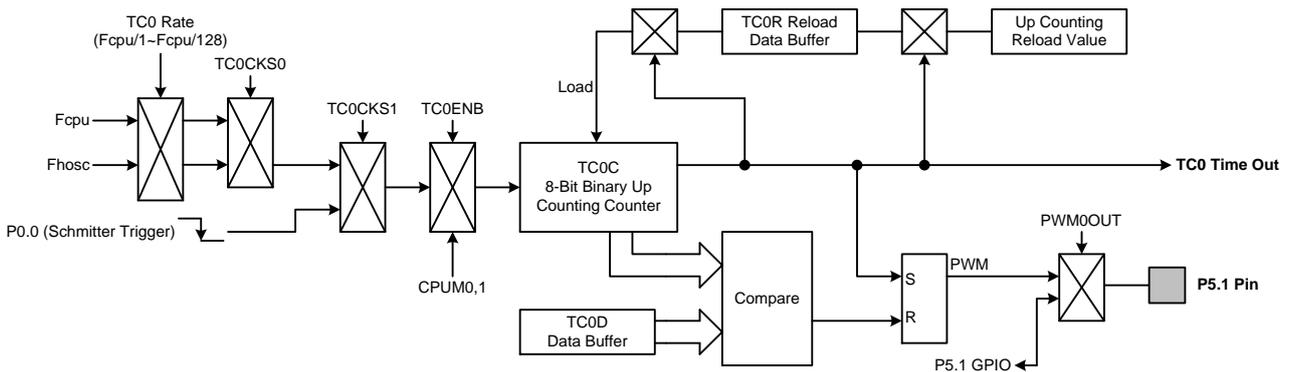 TC0 Rate
(Fcpu/1~Fcpu/128)
TC0CKS0
Fcpu
Fhosc
P0.0 (Schmitter Trigger)
TC0CKS1
TC0ENB
CPUM0,1
Load
TC0R Reload
Data Buffer
Up Counting
Reload Value
TC0C
8-Bit Binary Up
Counting Counter
TC0 Time Out
TC0D
Data Buffer
Compare
S
R
PWM
PWM0OUT
P5.1 Pin
P5.1 GPIO